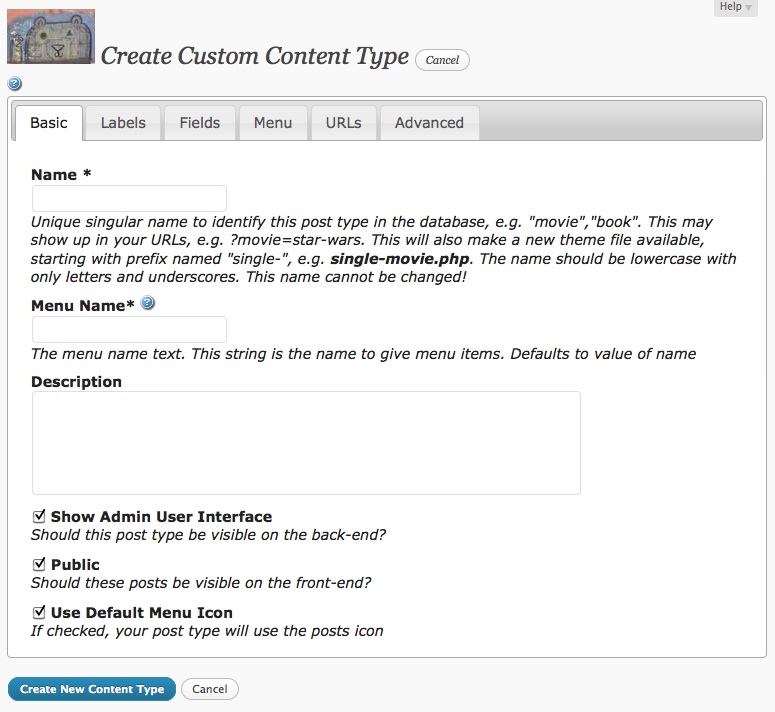 Help
Create Custom Content Type Cancel
?
Basic Labels Fields Menu URLs Advanced
Name *
Unique singular name to identify this post type in the database, e.g. "movie","book". This may
show up in your URLs, e.g. ?movie=star-wars. This will also make a new theme file available,
starting with prefix named "single-", e.g. single-movie.php. The name should be lowercase with
only letters and underscores. This name cannot be changed!
Menu Name* ?
The menu name text. This string is the name to give menu items. Defaults to value of name
Description
Show Admin User Interface
Should this post type be visible on the back-end?
Public
Should these posts be visible on the front-end?
Use Default Menu Icon
If checked, your post type will use the posts icon
Create New Content Type Cancel